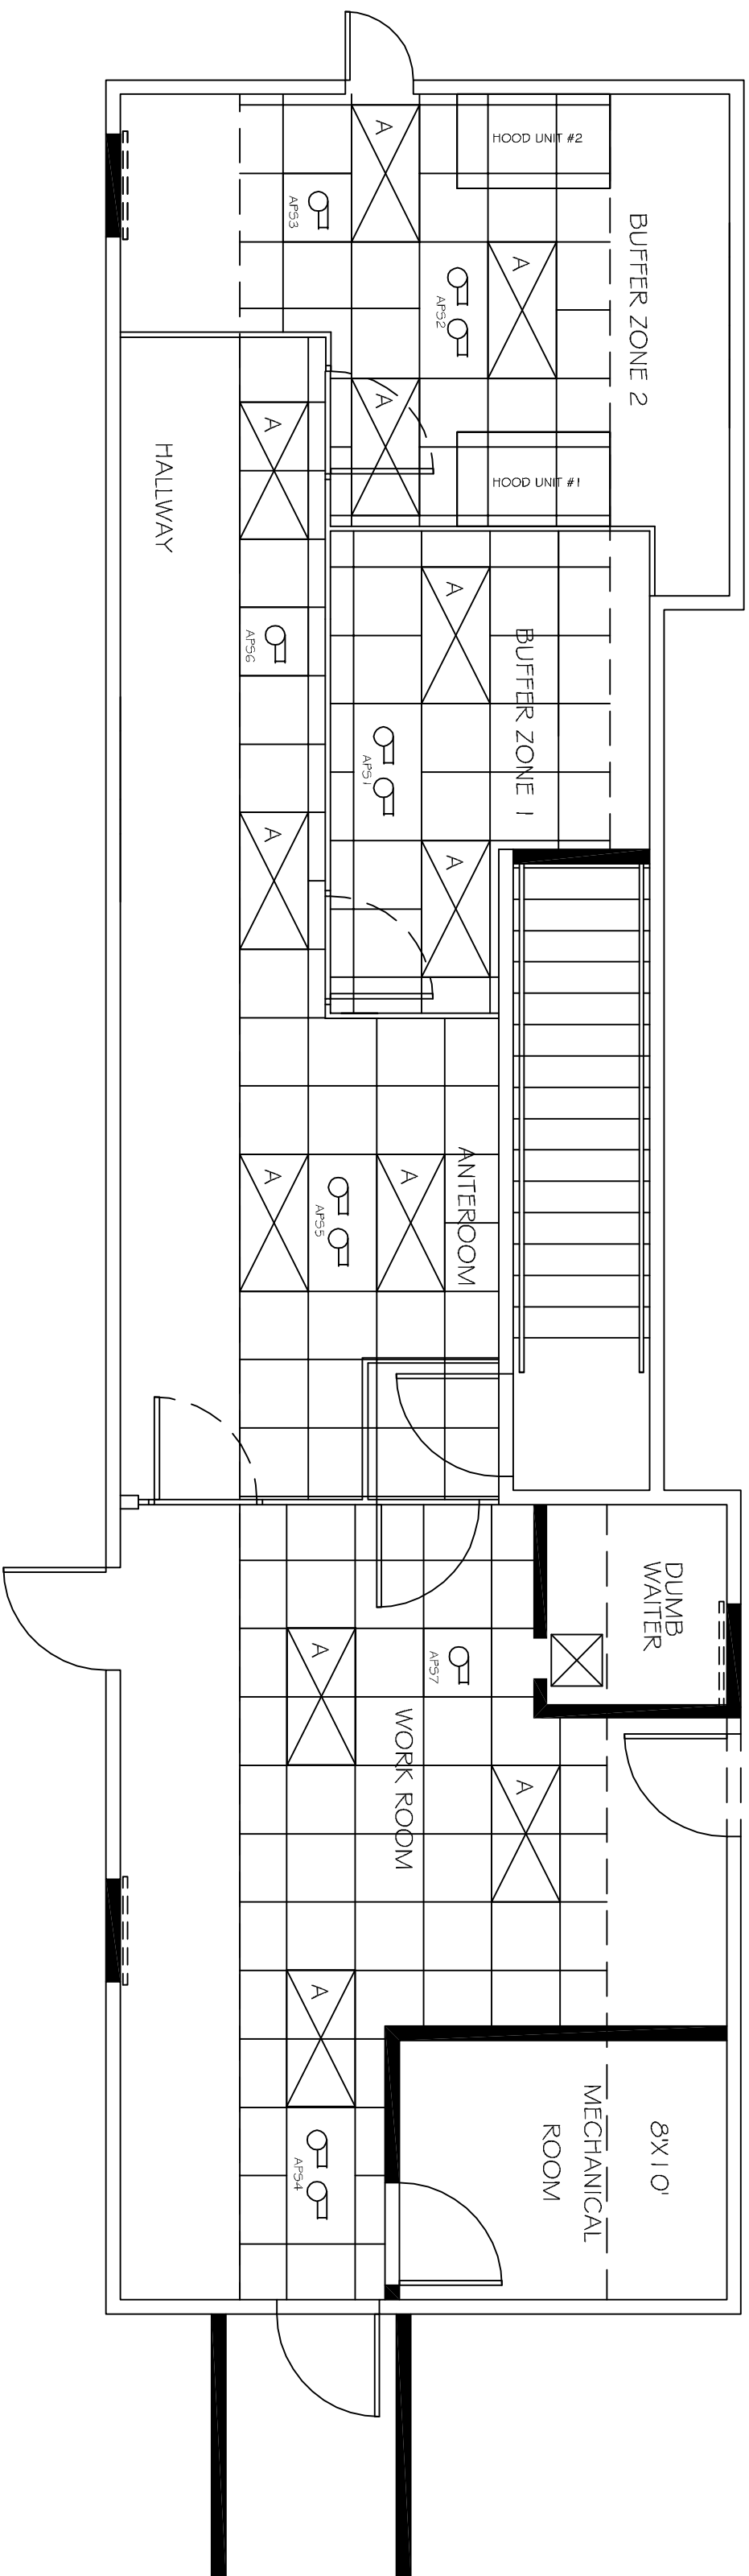 BUFFER ZONE 2
HOOD UNIT #2
A
APS3
A
APS2
A
HOOD UNIT #1
HALLWAY
A
APS6
A
BUFFER ZONE 1
A
APS1
A
ANTEROOM
A
APS5
A
DUMB
WAITER
APS7
A
WORK ROOM
A
A
APS4
8'X10'
MECHANICAL
ROOM